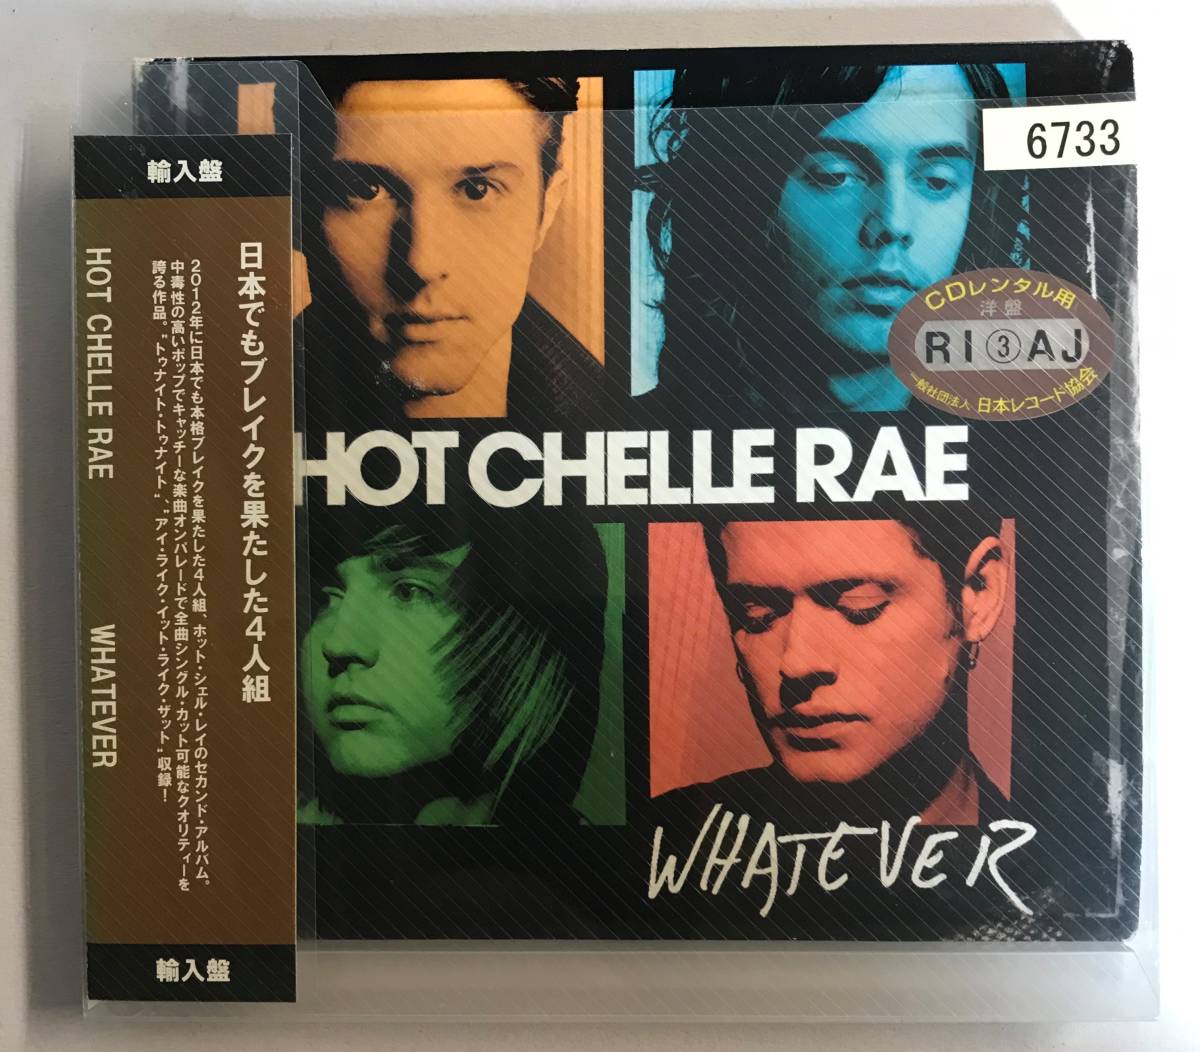 輸入盤
日本でもブレイクを果たした4人組
2012年に日本でも本格ブレイクを果たした4人組、ホット・シェル・レイのセカンド・アルバム。
中毒性の高いポップでキャッチーな楽曲オンパレードで全曲シングル・カット可能なクオリティーを
誇る作品。“トゥナイト・トゥナイト”、“アイ・ライク・イット・ライク・ザット”収録！
HOT CHELLE RAE WHATEVER
輸入盤
6733
CDレンタル用
洋盤
RI③AJ
一般社団法人 日本レコード協会
HOT CHELLE RAE
WHATEVER